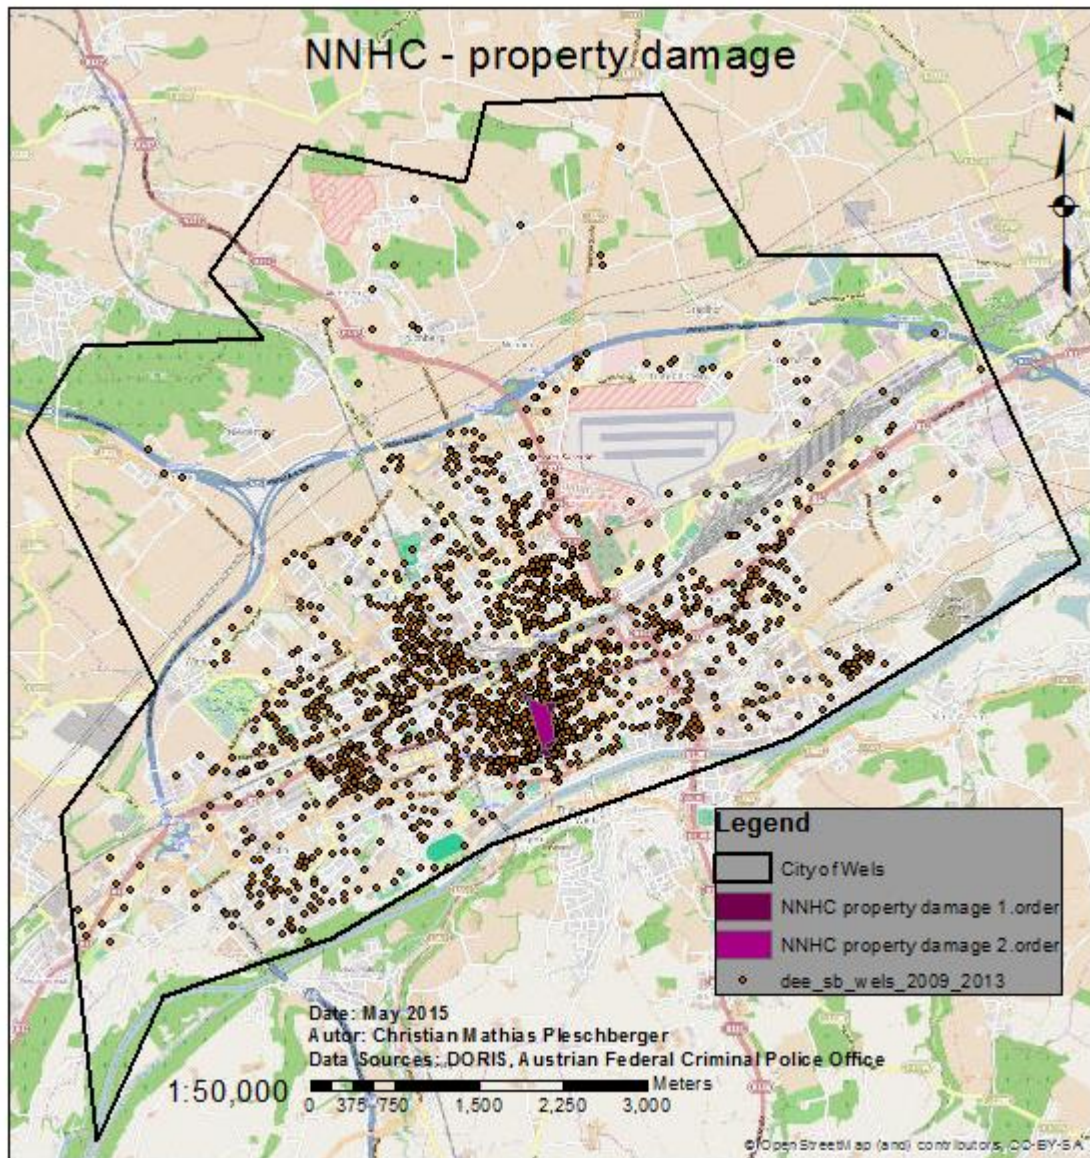 NNHC - property damage
N
Legend
City of Wels
NNHC property damage 1.order
NNHC property damage 2.order
dee_sb_wels_2009_2013
Date: May 2015
Autor: Christian Mathias Pleschberger
Data Sources: DORIS, Austrian Federal Criminal Police Office
1:50,000
Meters
0 375 750 1,500 2,250 3,000
© OpenStreetMap (and) contributors, CC-BY-SA